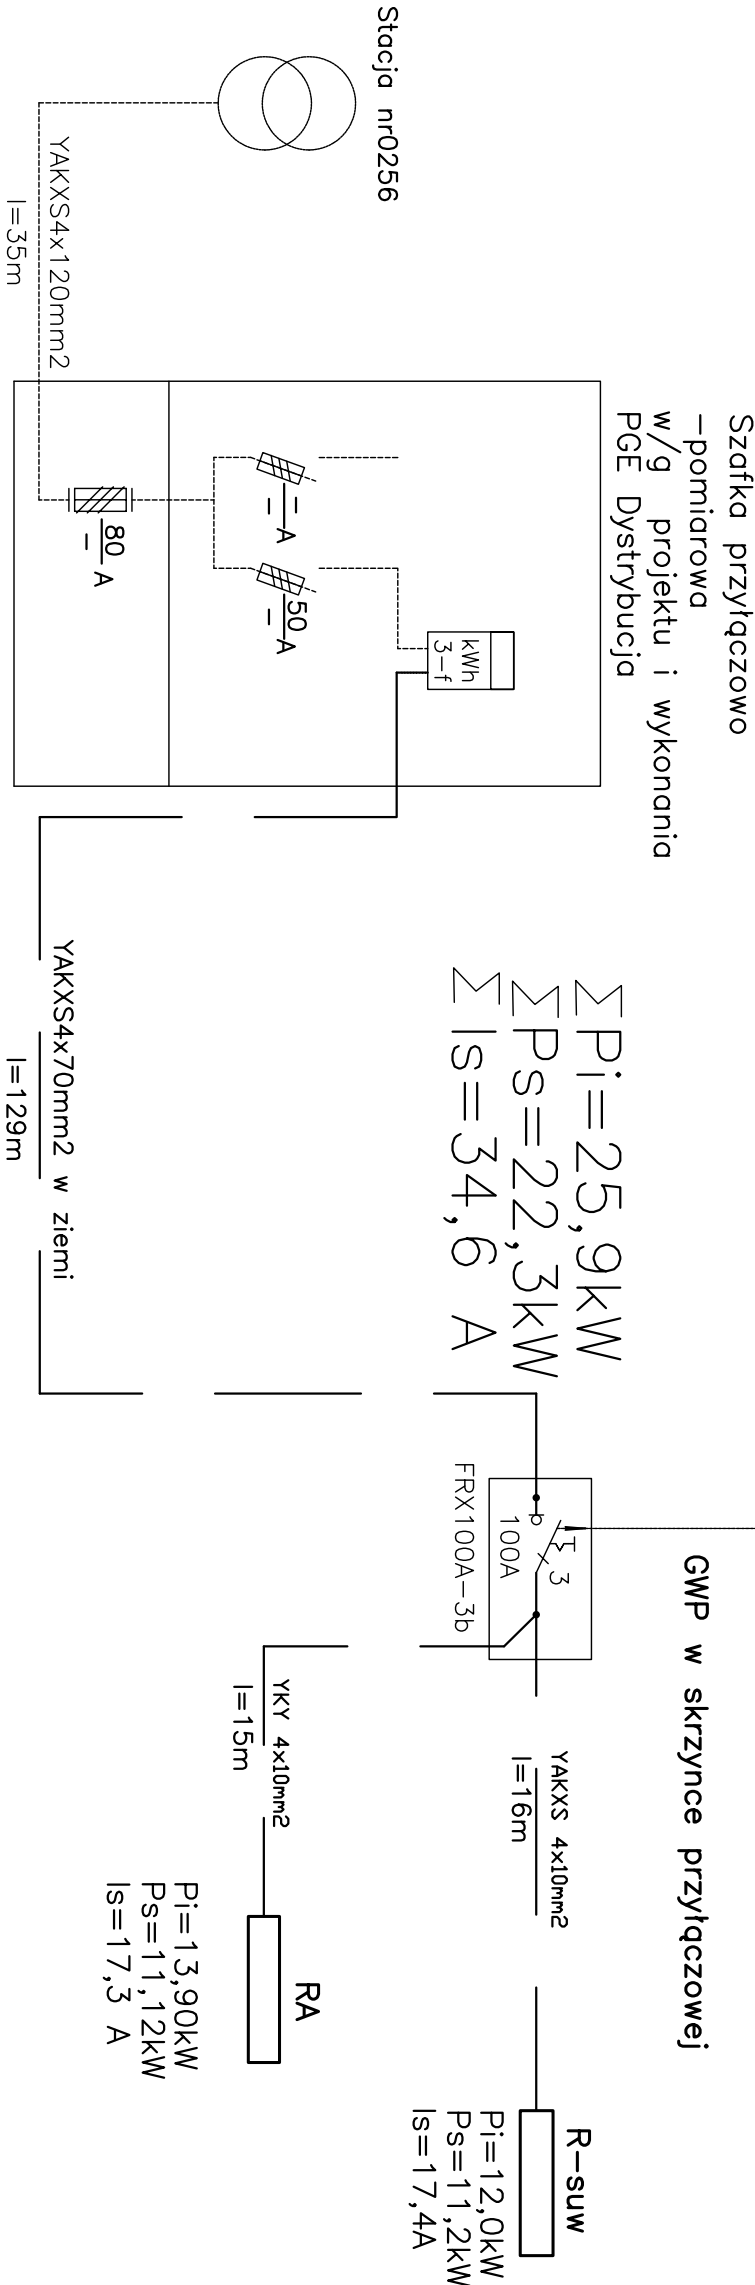 Stacja nr0256
YAKXS4x120mm2
l=35m
Szafka przyłączowo
-pomiarowa
w/g projektu i wykonania
PGE Dystrybucja
80
- A
-
- A
50
- A
kWh
3-f
YAKXS4x70mm2 w ziemi
l=129m
ΣPi=25,9kW
ΣPs=22,3kW
ΣIs=34,6 A
GWP w skrzynce przyłączowej
3
100A
FRX100A-3b
YAKXS 4x10mm2
l=16m
YKY 4x10mm2
l=15m
R-suw
Pi=12,0kW
Ps=11,2kW
Is=17,4A
RA
Pi=13,90kW
Ps=11,12kW
Is=17,3 A